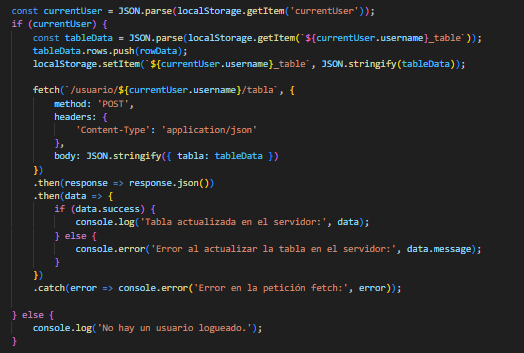 const currentUser = JSON.parse(localStorage.getItem('currentUser'));
if (currentUser) {
    const tableData = JSON.parse(localStorage.getItem(`${currentUser.username}_table`));
    tableData.rows.push(rowData);
    localStorage.setItem(`${currentUser.username}_table`, JSON.stringify(tableData));

    fetch(`/usuario/${currentUser.username}/tabla`, {
        method: 'POST',
        headers: {
            'Content-Type': 'application/json'
        },
        body: JSON.stringify({ tabla: tableData })
    })
    .then(response => response.json())
    .then(data => {
        if (data.success) {
            console.log('Tabla actualizada en el servidor:', data);
        } else {
            console.error('Error al actualizar la tabla en el servidor:', data.message);
        }
    })
    .catch(error => console.error('Error en la petición fetch:', error));

} else {
    console.log('No hay un usuario logueado.');
}